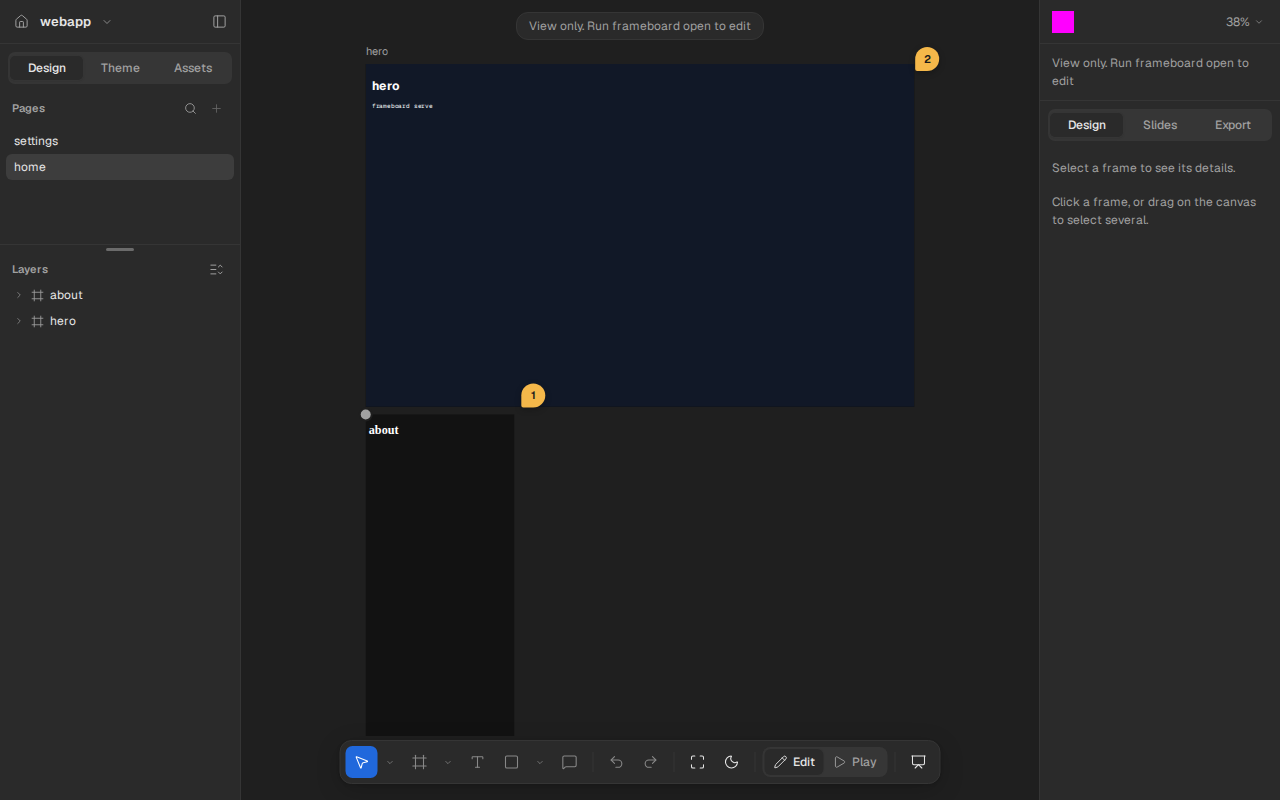 webapp
Design
Theme
Assets
Pages
settings
home
Layers
about
hero
View only. Run frameboard open to edit
hero
2
hero
frameboard serve
1
about
Edit
Play
38%
View only. Run frameboard open to
edit
Design
Slides
Export
Select a frame to see its details.
Click a frame, or drag on the canvas
to select several.